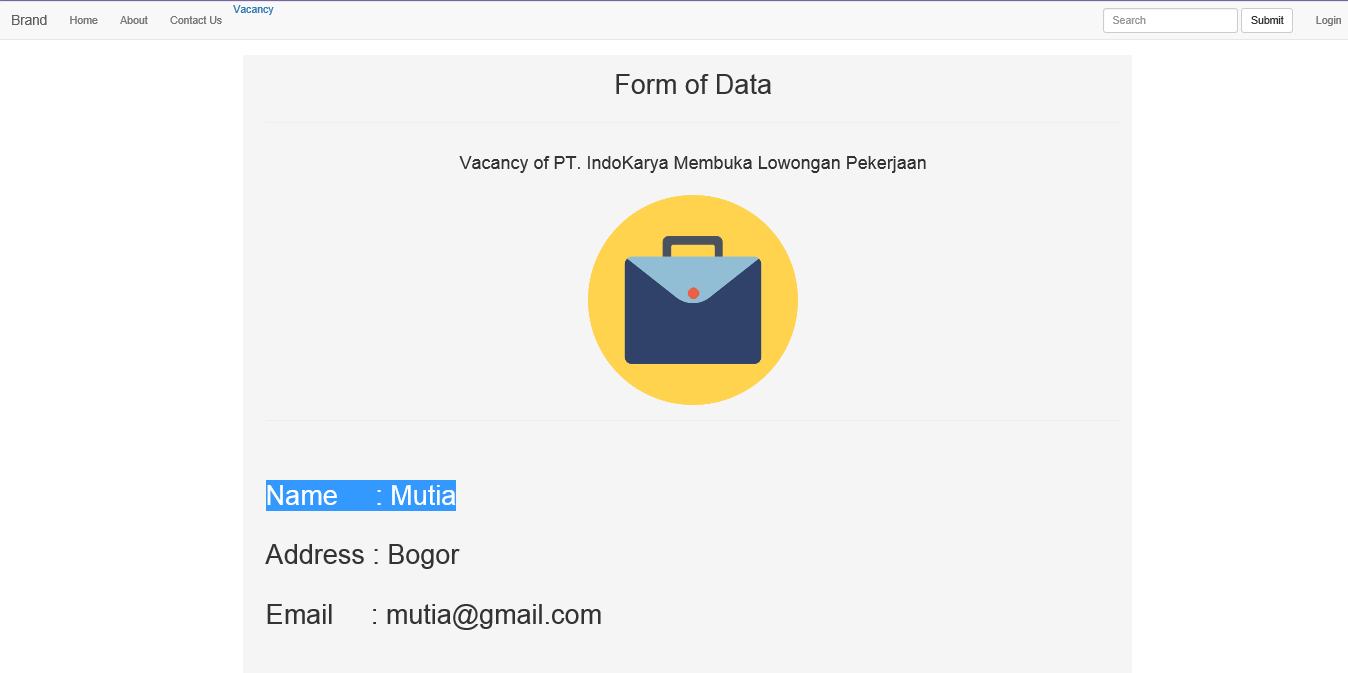 Brand Home About Contact Us Vacancy Search Submit Login
Form of Data
Vacancy of PT. IndoKarya Membuka Lowongan Pekerjaan
Name : Mutia
Address : Bogor
Email : mutia@gmail.com